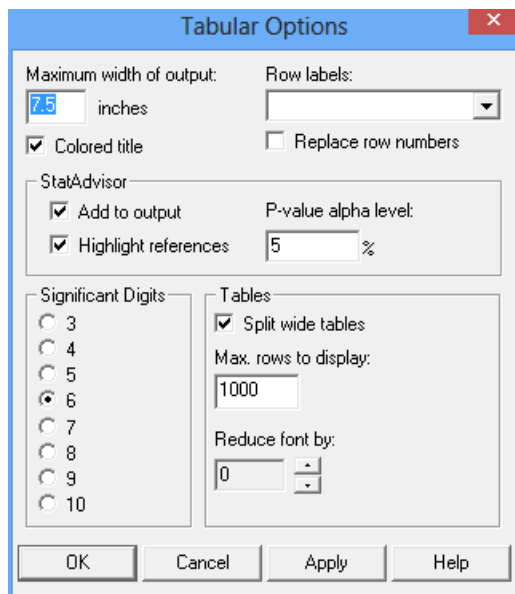 Tabular Options
Maximum width of output:
7.5 inches
Colored title
Row labels:
Replace row numbers
StatAdvisor
Add to output
Highlight references
P-value alpha level:
5 %
Significant Digits
3
4
5
6
7
8
9
10
Tables
Split wide tables
Max. rows to display:
1000
Reduce font by:
0
OK Cancel Apply Help